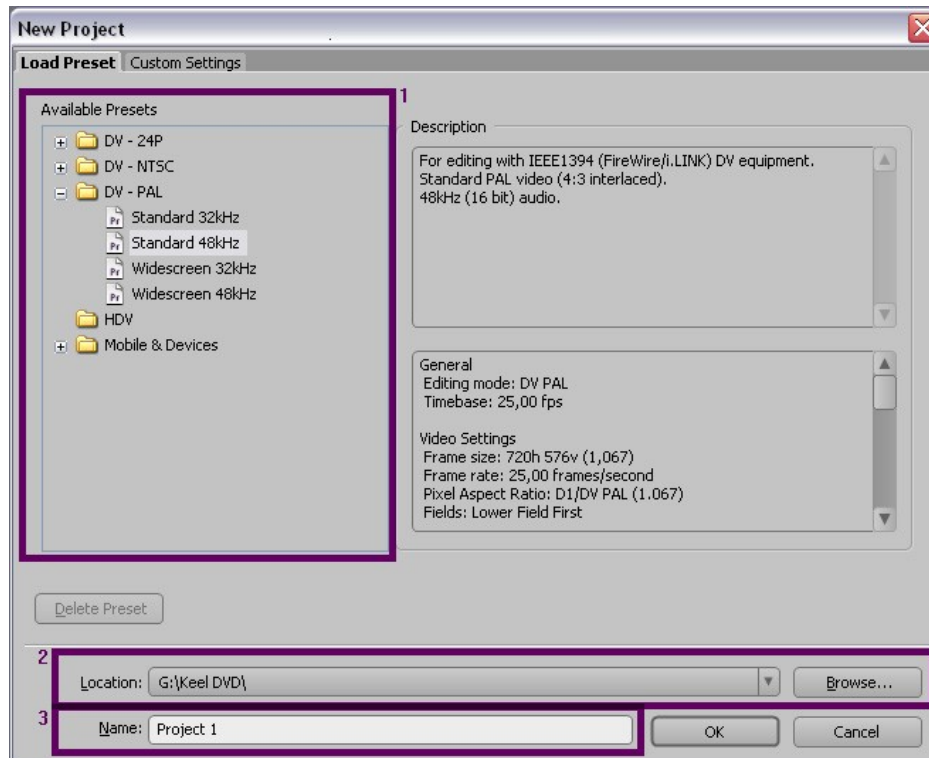 New Project
Load Preset Custom Settings
1
Available Presets
DV - 24P
DV - NTSC
DV - PAL
Standard 32kHz
Standard 48kHz
Widescreen 32kHz
Widescreen 48kHz
HDV
Mobile & Devices
Description
For editing with IEEE1394 (FireWire/i.LINK) DV equipment.
Standard PAL video (4:3 interlaced).
48kHz (16 bit) audio.
General
Editing mode: DV PAL
Timebase: 25,00 fps
Video Settings
Frame size: 720h 576v (1,067)
Frame rate: 25,00 frames/second
Pixel Aspect Ratio: D1/DV PAL (1.067)
Fields: Lower Field First
Delete Preset
2
Location: G:\Keel DVD\ Browse...
3
Name: Project 1 OK Cancel